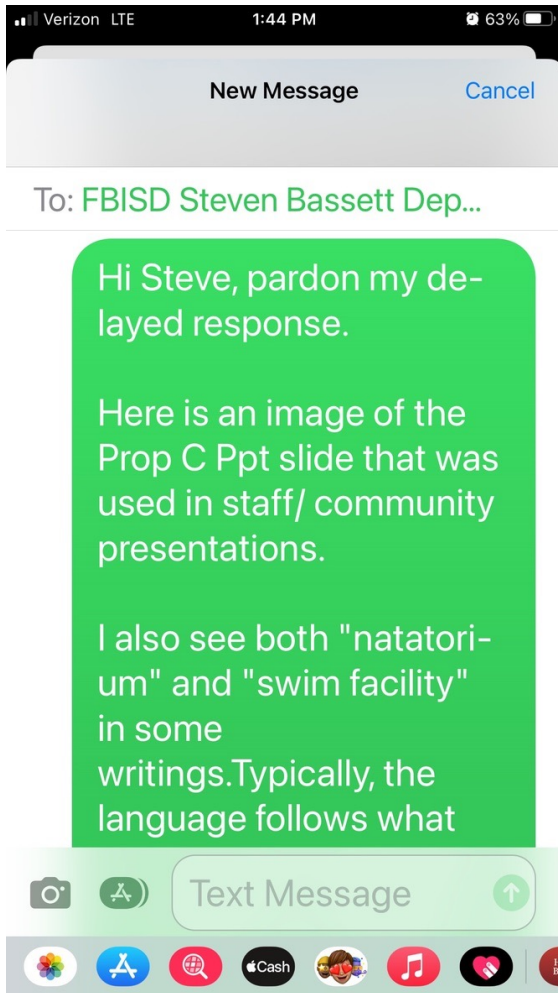 Verizon LTE
1:44 PM
63%
New Message
Cancel
To: FBISD Steven Bassett Dep...
Hi Steve, pardon my de-
layed response.
Here is an image of the
Prop C Ppt slide that was
used in staff/ community
presentations.
I also see both "natatori-
um" and "swim facility"
in some
writings.Typically, the
language follows what
Text Message
Cash